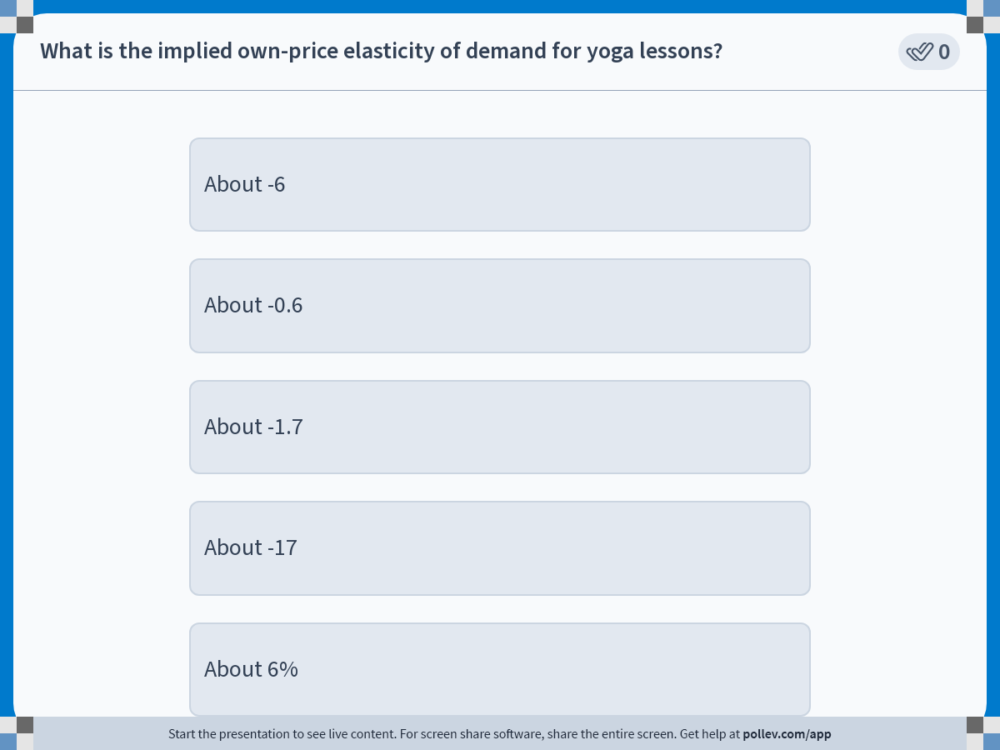 What is the implied own-price elasticity of demand for yoga lessons?
0
About -6
About -0.6
About -1.7
About -17
About 6%
Start the presentation to see live content. For screen share software, share the entire screen. Get help at pollev.com/app